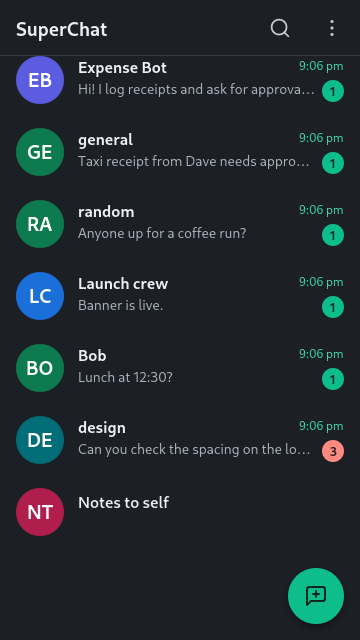 SuperChat
EB
Expense Bot
9:06 pm
Hi! I log receipts and ask for approva…
1
GE
general
9:06 pm
Taxi receipt from Dave needs appro…
1
RA
random
9:06 pm
Anyone up for a coffee run?
1
LC
Launch crew
9:06 pm
Banner is live.
1
BO
Bob
9:06 pm
Lunch at 12:30?
1
DE
design
9:06 pm
Can you check the spacing on the lo…
3
NT
Notes to self